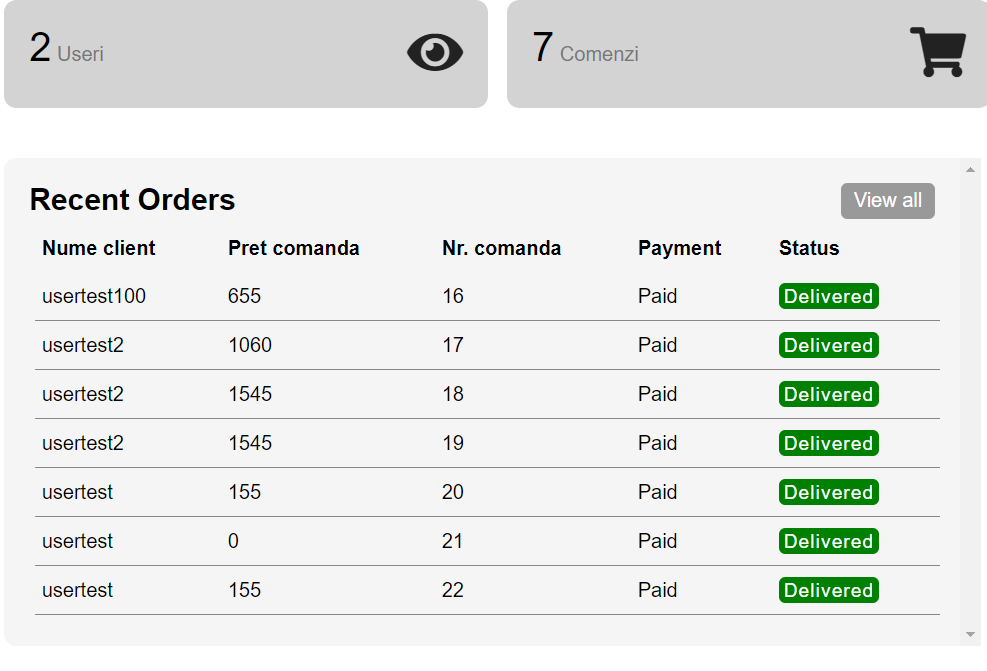 2 Useri
7 Comenzi
Recent Orders
View all
Nume client Pret comanda Nr. comanda Payment Status
usertest100 655 16 Paid Delivered
usertest2 1060 17 Paid Delivered
usertest2 1545 18 Paid Delivered
usertest2 1545 19 Paid Delivered
usertest 155 20 Paid Delivered
usertest 0 21 Paid Delivered
usertest 155 22 Paid Delivered